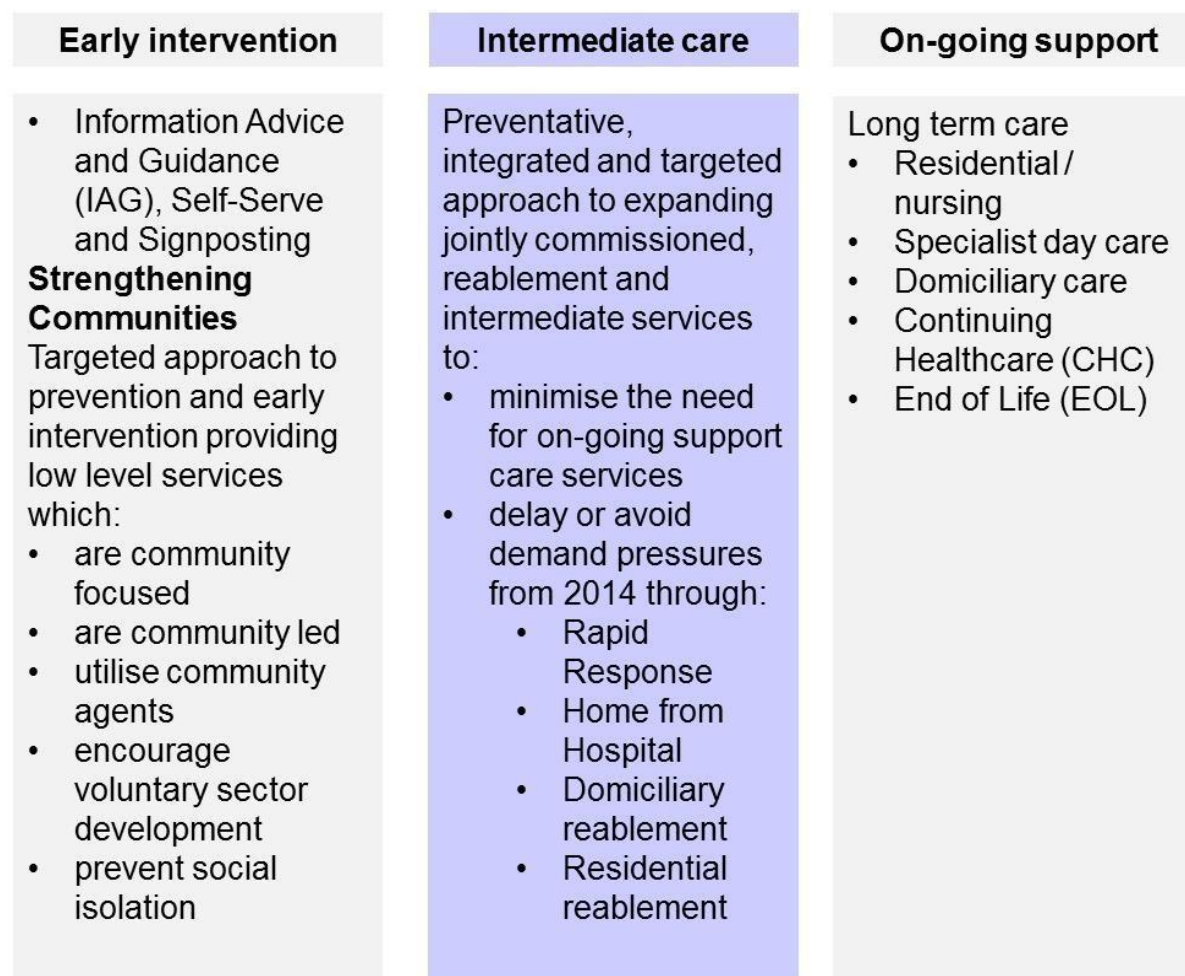 Early intervention
• Information Advice
and Guidance
(IAG), Self-Serve
and Signposting
Strengthening
Communities
Targeted approach to
prevention and early
intervention providing
low level services
which:
• are community
focused
• are community led
• utilise community
agents
• encourage
voluntary sector
development
• prevent social
isolation
Intermediate care
Preventative,
integrated and targeted
approach to expanding
jointly commissioned,
reablement and
intermediate services
to:
• minimise the need
for on-going support
care services
• delay or avoid
demand pressures
from 2014 through:
• Rapid
Response
• Home from
Hospital
• Domiciliary
reablement
• Residential
reablement
On-going support
Long term care
• Residential /
nursing
• Specialist day care
• Domiciliary care
• Continuing
Healthcare (CHC)
• End of Life (EOL)